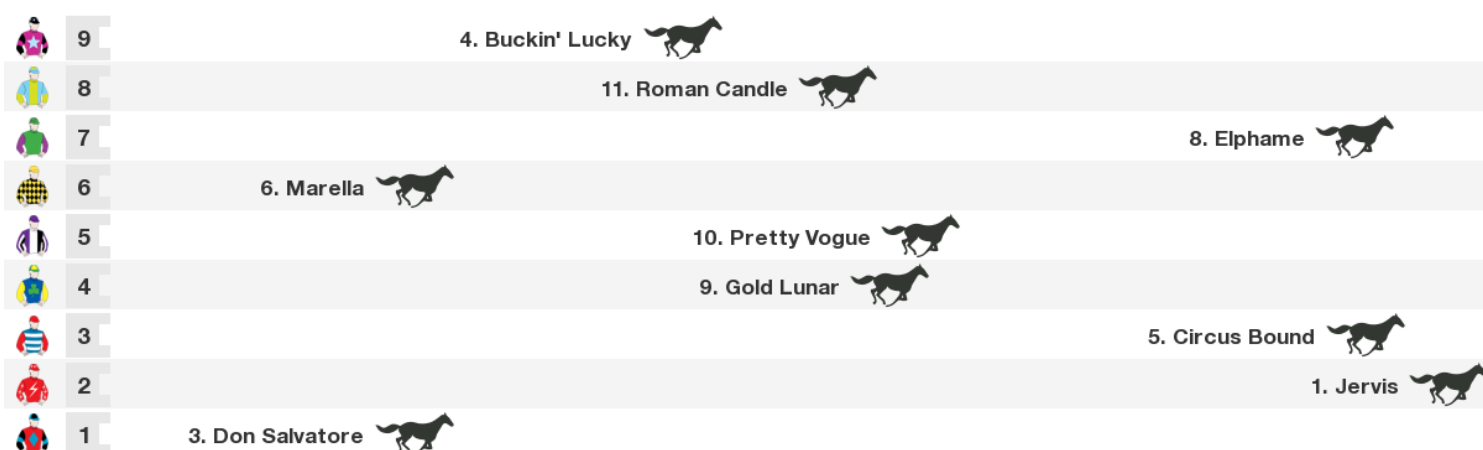 9 4. Buckin' Lucky
8 11. Roman Candle
7 8. Elphame
6 6. Marella
5 10. Pretty Vogue
4 9. Gold Lunar
3 5. Circus Bound
2 1. Jervis
1 3. Don Salvatore